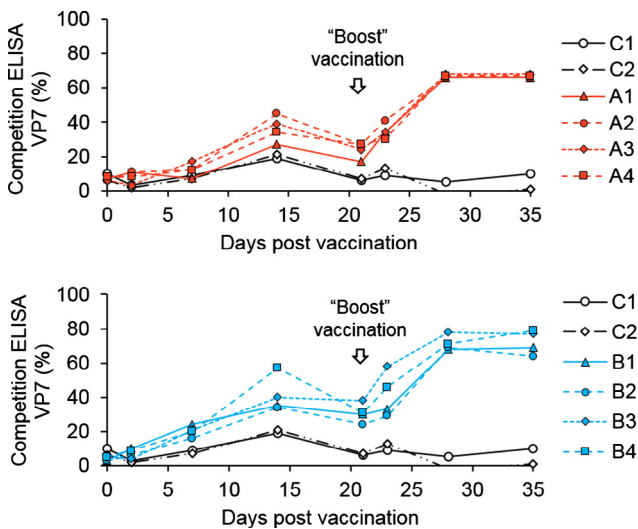 Competition ELISA
VP7 (%)
100
80
60
40
20
0
"Boost"
vaccination
0 5 10 15 20 25 30 35
Days post vaccination
C1
C2
A1
A2
A3
A4
Competition ELISA
VP7 (%)
100
80
60
40
20
0
"Boost"
vaccination
0 5 10 15 20 25 30 35
Days post vaccination
C1
C2
B1
B2
B3
B4